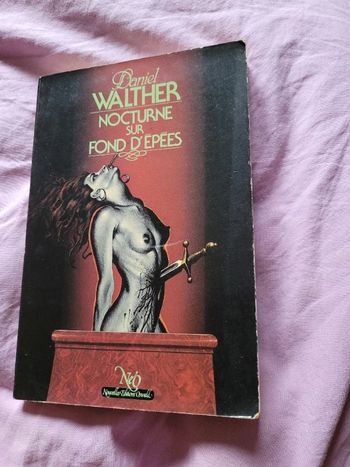 Daniel
WALTHER
NOCTURNE
SUR
FOND D'ÉPÉES
NéO
Nouvelles Éditions Oswald